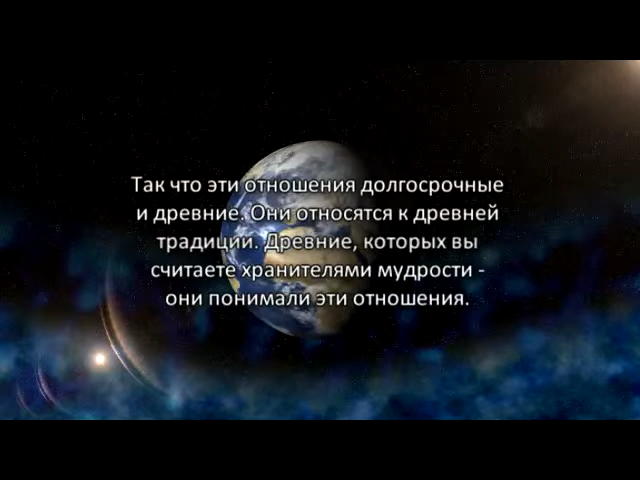 Так что эти отношения долгосрочные
и древние. Они относятся к древней
традиции. Древние, которых вы
считаете хранителями мудрости -
они понимали эти отношения.